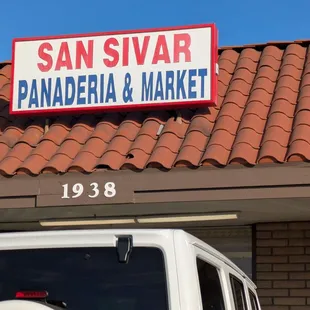 SAN SIVAR
PANADERIA & MARKET
1938